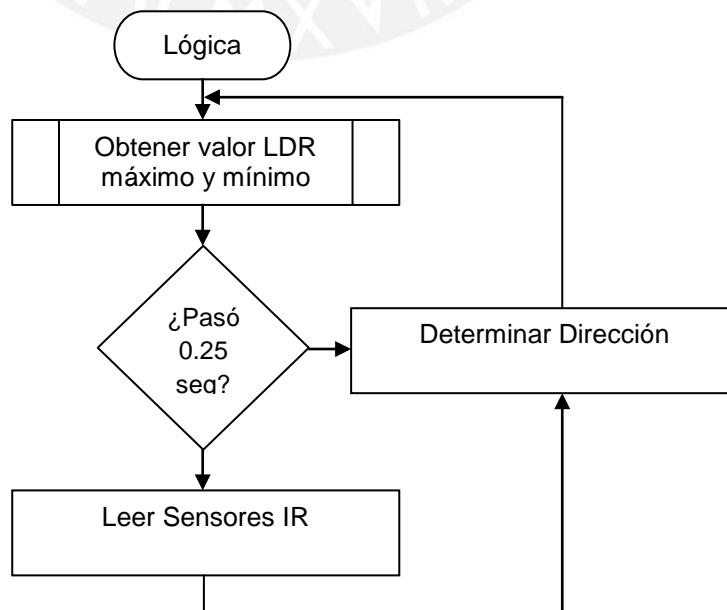 Lógica
Obtener valor LDR
máximo y mínimo
¿Pasó
0.25
seg?
Determinar Dirección
Leer Sensores IR